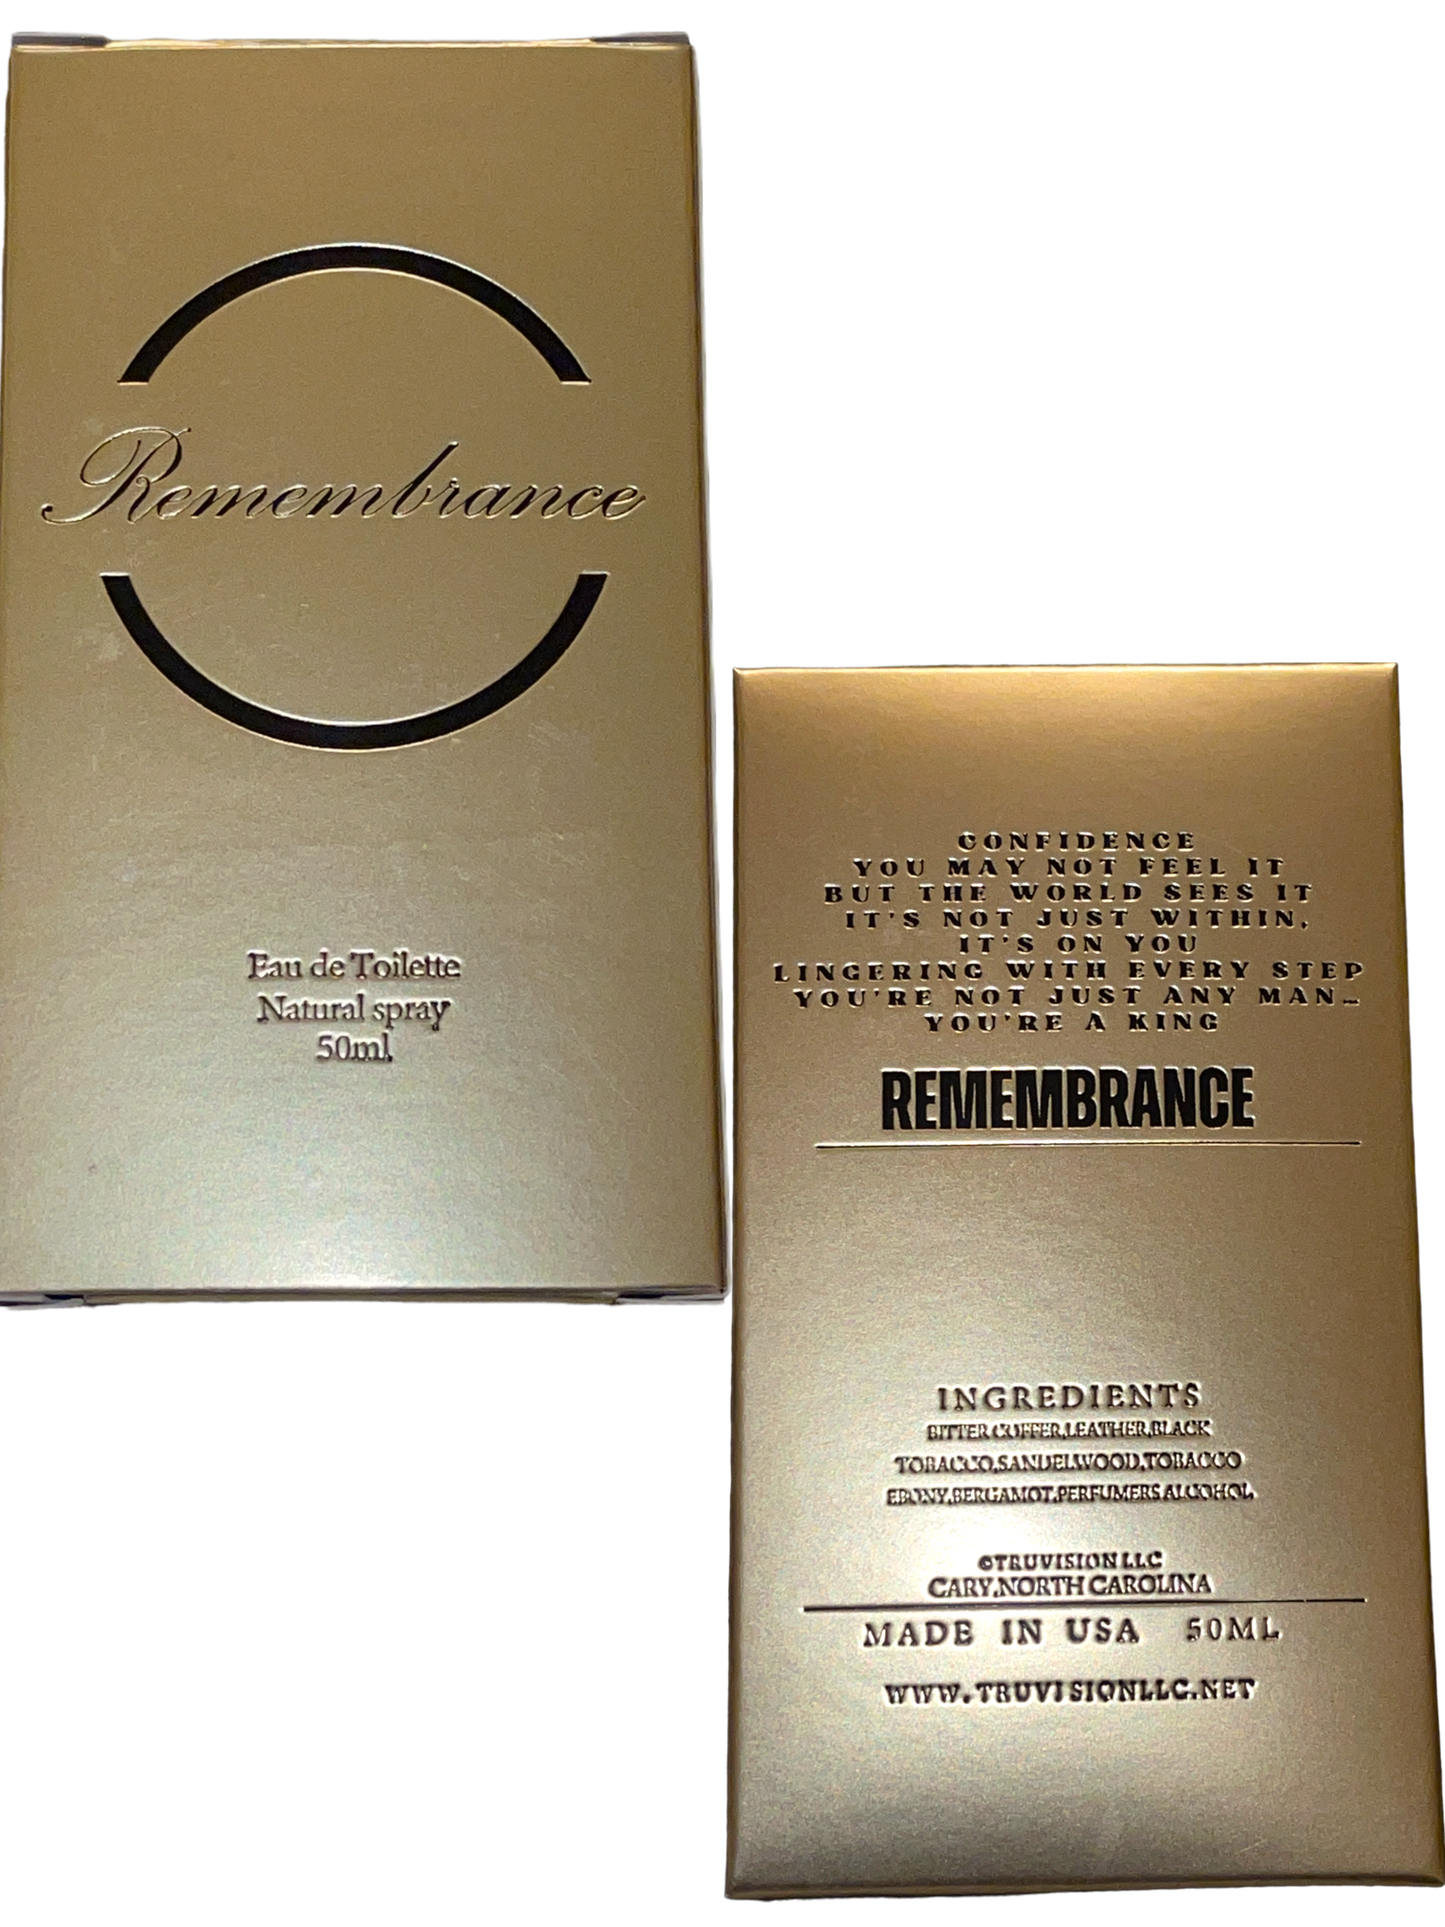 Remembrance
Eau de Toilette
Natural spray
50ml
CONFIDENCE
YOU MAY NOT FEEL IT
BUT THE WORLD SEES IT
IT'S NOT JUST WITHIN,
IT'S ON YOU
LINGERING WITH EVERY STEP
YOU'RE NOT JUST ANY MAN...
YOU'RE A KING
REMEMBRANCE
INGREDIENTS
BITTER COFFER,LEATHER,BLACK
TOBACCO,SANDELWOOD,TOBACCO
EBONY,BERGAMOT,PERFUMERS ALCOHOL
©TRUVISION LLC
CARY,NORTH CAROLINA
MADE IN USA 50ML
WWW.TRUVISIONLLC.NET